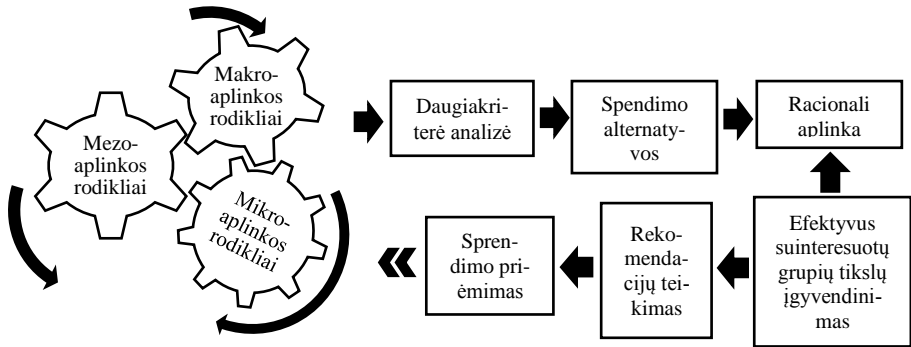 Makro-
aplinkos
rodikliai
Mezo-
aplinkos
rodikliai
Mikro-
aplinkos
rodikliai
Daugiakri-
terė analizė
Spendimo
alternaty-
vos
Racionali
aplinka
Efektyvus
suinteresuotų
grupių tikslų
įgyvendini-
mas
Reko-
menda-
cijų tei-
kimas
Spren-
dimo pri-
ėmimas